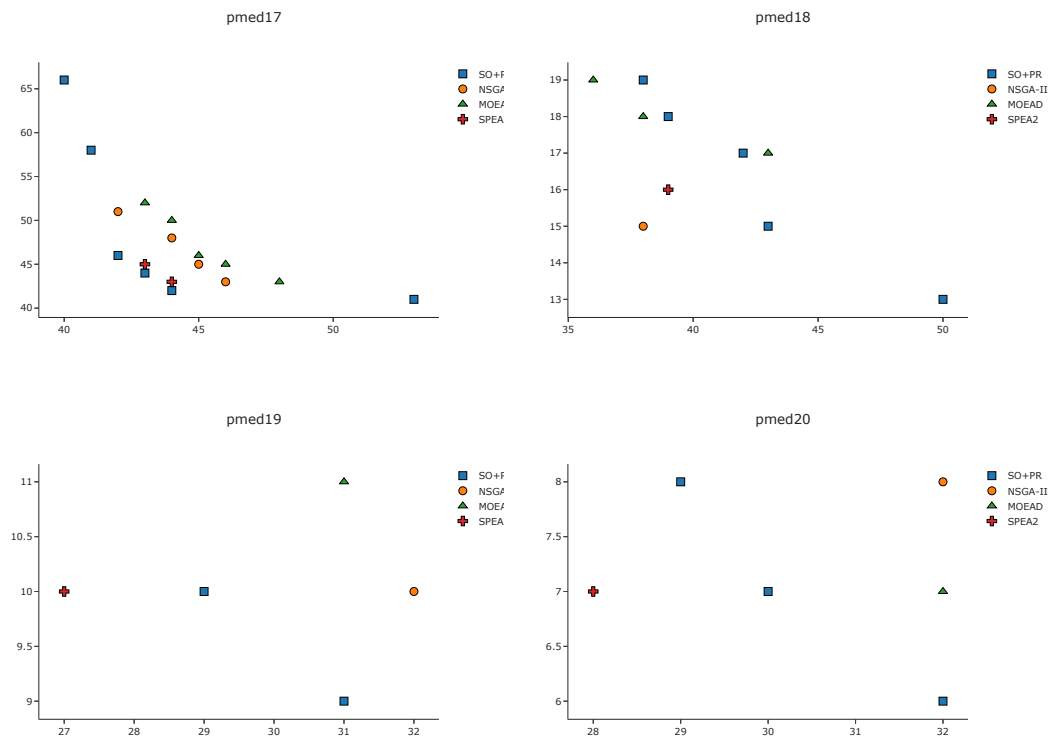 pmed17
65
60
55
50
45
40
40
45
50
SO+F
NSGA
MOEA
SPEA
pmed18
19
18
17
16
15
14
13
35
40
45
50
SO+PR
NSGA-II
MOEAD
SPEA2
pmed19
11
10.5
10
9.5
9
27
28
29
30
31
32
SO+F
NSGA
MOEA
SPEA
pmed20
8
7.5
7
6.5
6
28
29
30
31
32
SO+PR
NSGA-II
MOEAD
SPEA2